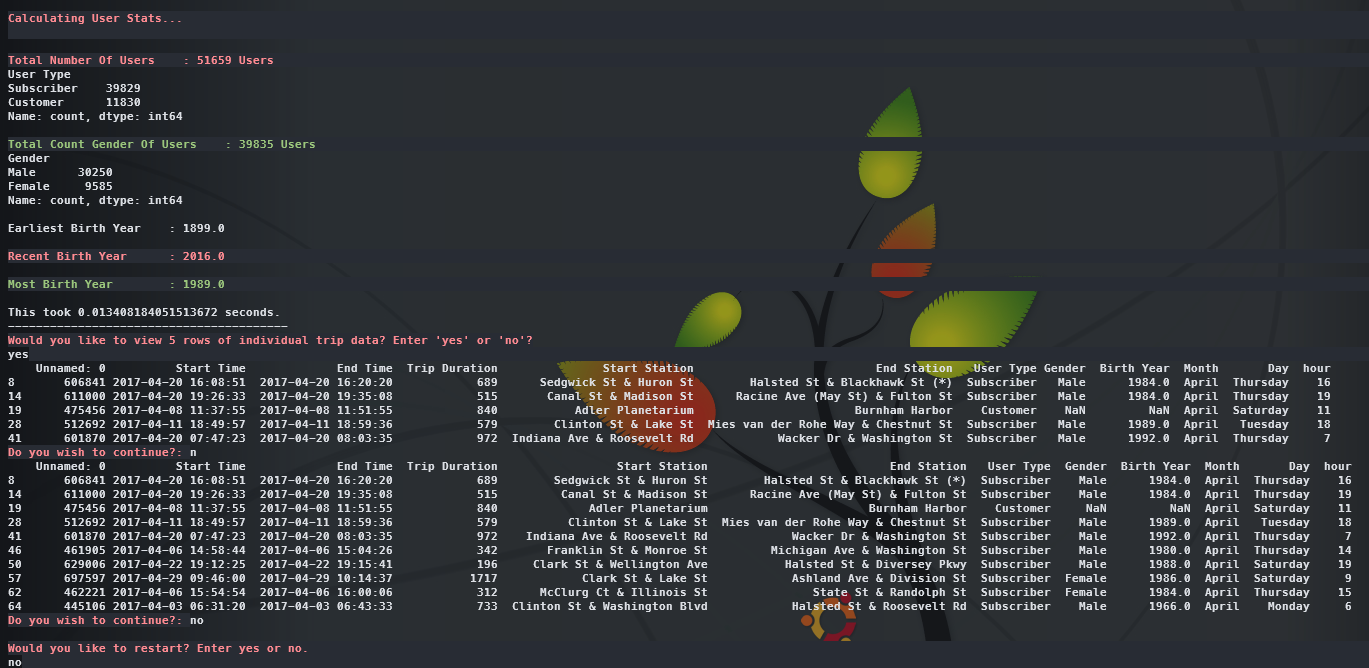 Calculating User Stats...
Total Number Of Users    : 51659 Users
User Type
Subscriber    39829
Customer      11830
Name: count, dtype: int64
Total Count Gender Of Users    : 39835 Users
Gender
Male      30250
Female     9585
Name: count, dtype: int64
Earliest Birth Year    : 1899.0
Recent Birth Year      : 2016.0
Most Birth Year        : 1989.0
This took 0.013408184051513672 seconds.
----------------------------------------
Would you like to view 5 rows of individual trip data? Enter 'yes' or 'no'?
yes
Unnamed: 0 Start Time End Time Trip Duration Start Station End Station User Type Gender Birth Year Month Day hour
8 606841 2017-04-20 16:08:51 2017-04-20 16:20:20 689 Sedgwick St & Huron St Halsted St & Blackhawk St (*) Subscriber Male 1984.0 April Thursday 16
14 611000 2017-04-20 19:26:33 2017-04-20 19:35:08 515 Canal St & Madison St Racine Ave (May St) & Fulton St Subscriber Male 1984.0 April Thursday 19
19 475456 2017-04-08 11:37:55 2017-04-08 11:51:55 840 Adler Planetarium Burnham Harbor Customer NaN NaN April Saturday 11
28 512692 2017-04-11 18:49:57 2017-04-11 18:59:36 579 Clinton St & Lake St Mies van der Rohe Way & Chestnut St Subscriber Male 1989.0 April Tuesday 18
41 601870 2017-04-20 07:47:23 2017-04-20 08:03:35 972 Indiana Ave & Roosevelt Rd Wacker Dr & Washington St Subscriber Male 1992.0 April Thursday 7
Do you wish to continue?: n
Unnamed: 0 Start Time End Time Trip Duration Start Station End Station User Type Gender Birth Year Month Day hour
8 606841 2017-04-20 16:08:51 2017-04-20 16:20:20 689 Sedgwick St & Huron St Halsted St & Blackhawk St (*) Subscriber Male 1984.0 April Thursday 16
14 611000 2017-04-20 19:26:33 2017-04-20 19:35:08 515 Canal St & Madison St Racine Ave (May St) & Fulton St Subscriber Male 1984.0 April Thursday 19
19 475456 2017-04-08 11:37:55 2017-04-08 11:51:55 840 Adler Planetarium Burnham Harbor Customer NaN NaN April Saturday 11
28 512692 2017-04-11 18:49:57 2017-04-11 18:59:36 579 Clinton St & Lake St Mies van der Rohe Way & Chestnut St Subscriber Male 1989.0 April Tuesday 18
41 601870 2017-04-20 07:47:23 2017-04-20 08:03:35 972 Indiana Ave & Roosevelt Rd Wacker Dr & Washington St Subscriber Male 1992.0 April Thursday 7
46 461905 2017-04-06 14:58:44 2017-04-06 15:04:26 342 Franklin St & Monroe St Michigan Ave & Washington St Subscriber Male 1980.0 April Thursday 14
50 629006 2017-04-22 19:12:25 2017-04-22 19:15:41 196 Clark St & Wellington Ave Halsted St & Diversey Pkwy Subscriber Male 1988.0 April Saturday 19
57 697597 2017-04-29 09:46:00 2017-04-29 10:14:37 1717 Clark St & Lake St Ashland Ave & Division St Subscriber Female 1986.0 April Saturday 9
62 462221 2017-04-06 15:54:54 2017-04-06 16:00:06 312 McClurg Ct & Illinois St State St & Randolph St Subscriber Female 1984.0 April Thursday 15
64 445106 2017-04-03 06:31:20 2017-04-03 06:43:33 733 Clinton St & Washington Blvd Halsted St & Roosevelt Rd Subscriber Male 1966.0 April Monday 6
Do you wish to continue?: no
Would you like to restart? Enter yes or no.
no